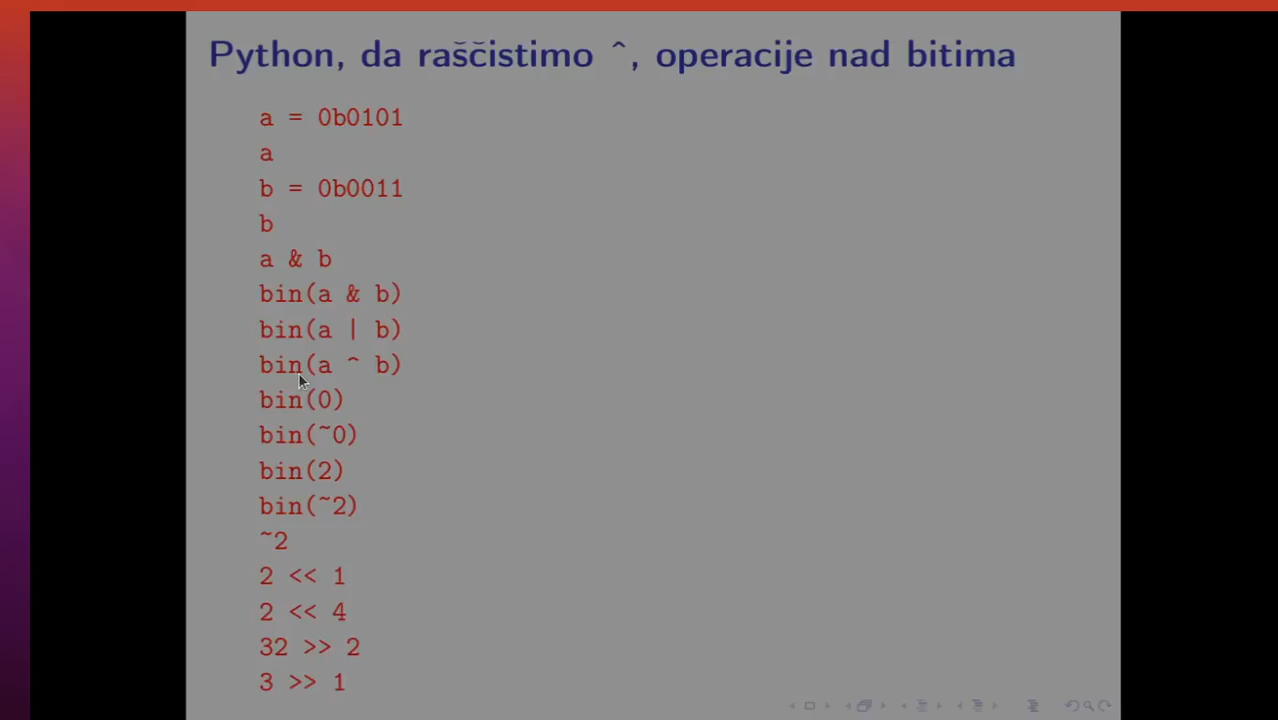 Python, da raščistimo ^, operacije nad bitima
a = 0b0101
a
b = 0b0011
b
a & b
bin(a & b)
bin(a | b)
bin(a ^ b)
bin(0)
bin(~0)
bin(2)
bin(~2)
~2
2 << 1
2 << 4
32 >> 2
3 >> 1